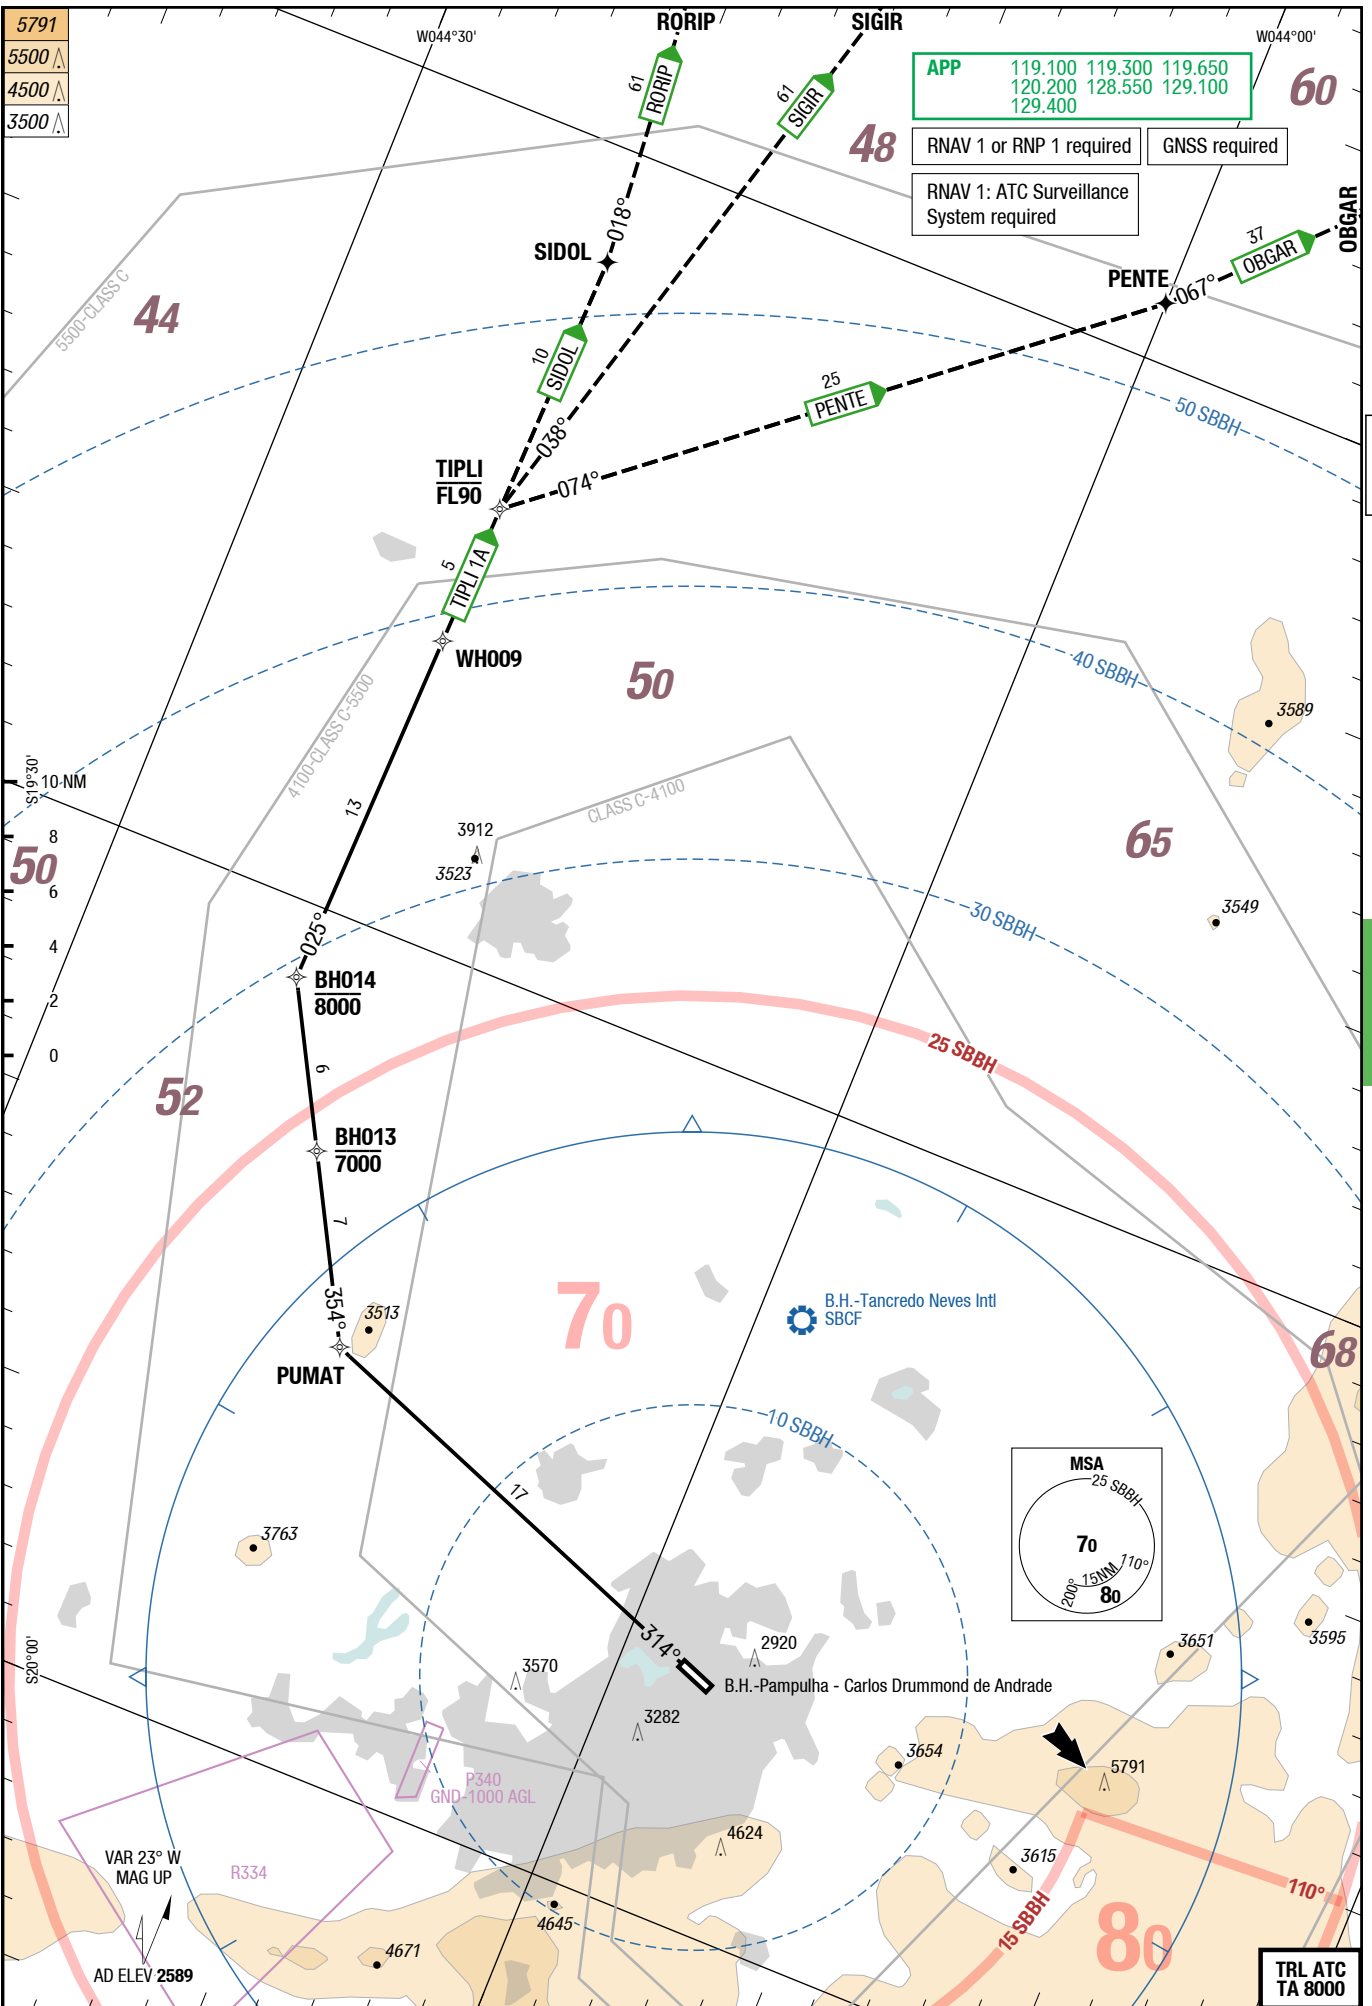 5791
5500
4500
3500
RORIP
SIGIR
W044°30'
W044°00'
APP
119.100 119.300 119.650
120.200 128.550 129.100
129.400
60
48
RNAV 1 or RNP 1 required
GNSS required
RNAV 1: ATC Surveillance
System required
61
RORIP
61
SIGIR
018°
SIDOL
37
OBGAR
OBGAR
PENTE
067°
5500-CLASS C
44
10
SIDOL
038°
25
PENTE
50 SBBH
TIPLI
FL90
074°
5
TIPLI 1A
WH009
50
40 SBBH
3589
4100-CLASS C-5500
S19°30'
10 NM
8
6
4
2
0
13
CLASS C-4100
3912
3523
50
65
30 SBBH
3549
025°
BH014
8000
25 SBBH
6
52
BH013
7000
7
354°
3513
70
B.H.-Tancredo Neves Intl
SBCF
68
PUMAT
10 SBBH
17
MSA
25 SBBH
70
110°
15NM
200°
80
3763
S20°00'
314°
2920
3651
3595
3570
B.H.-Pampulha - Carlos Drummond de Andrade
3282
3654
5791
P340
GND-1000 AGL
4624
VAR 23° W
MAG UP
R334
3615
110°
15 SBBH
80
4645
4671
AD ELEV 2589
TRL ATC
TA 8000